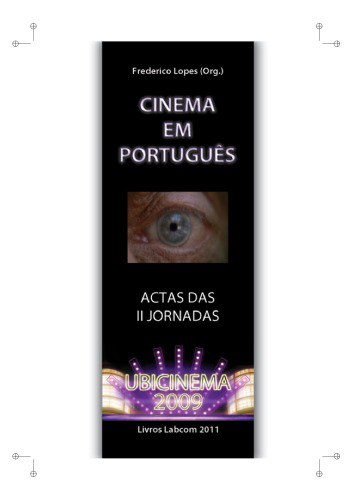 Frederico Lopes (Org.)
CINEMA
EM
PORTUGUÊS
ACTAS DAS
II JORNADAS
UBICINEMA
2009
Livros Labcom 2011